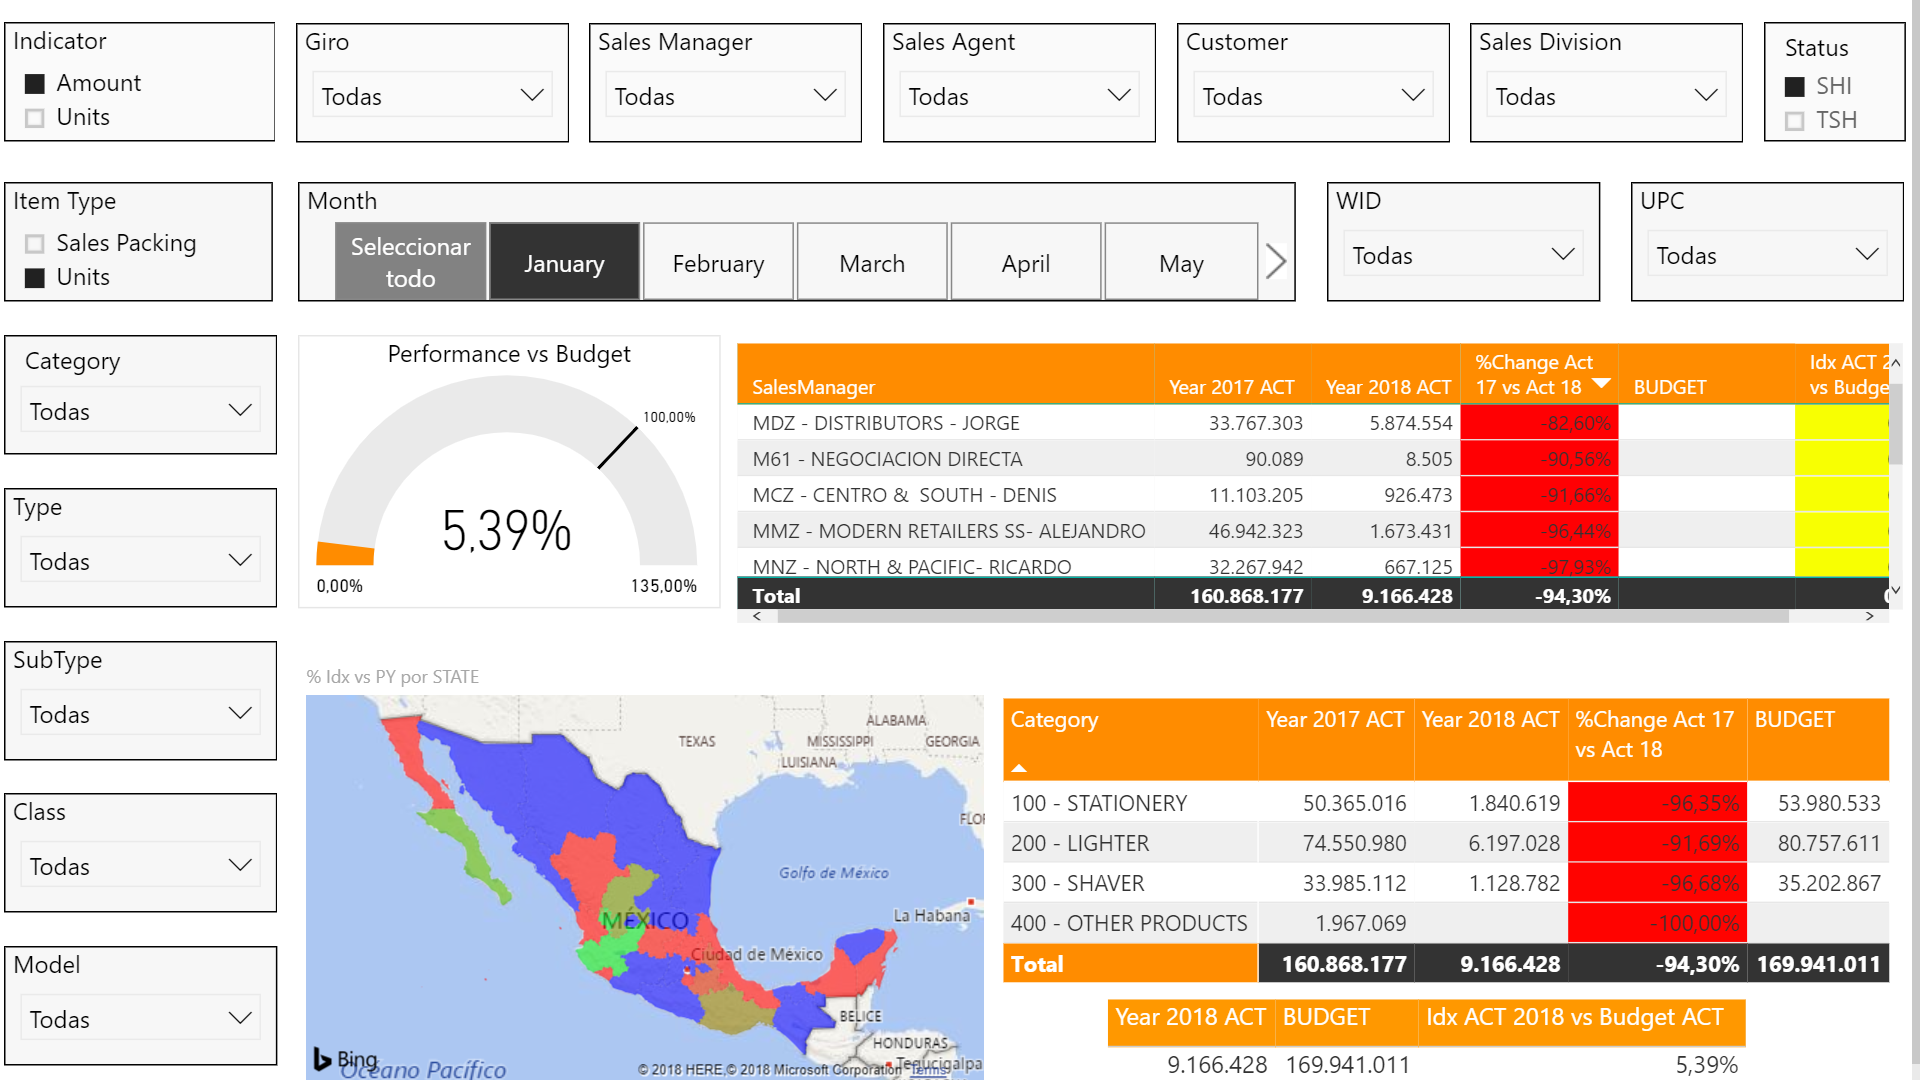 Indicator
Amount
Units
Giro
Todas
Sales Manager
Todas
Sales Agent
Todas
Customer
Todas
Sales Division
Todas
Status
SHI
TSH
Item Type
Sales Packing
Units
Month
Seleccionar
todo
January
February
March
April
May
WID
Todas
UPC
Todas
Category
Todas
Type
Todas
SubType
Todas
Class
Todas
Model
Todas
Performance vs Budget
100,00%
5,39%
0,00%
135,00%
SalesManager Year 2017 ACT Year 2018 ACT %Change Act 17 vs Act 18 BUDGET Idx ACT 2 vs Budge
MDZ - DISTRIBUTORS - JORGE 33.767.303 5.874.554 -82,60%
M61 - NEGOCIACION DIRECTA 90.089 8.505 -90,56%
MCZ - CENTRO & SOUTH - DENIS 11.103.205 926.473 -91,66%
MMZ - MODERN RETAILERS SS- ALEJANDRO 46.942.323 1.673.431 -96,44%
MNZ - NORTH & PACIFIC- RICARDO 32.267.942 667.125 -97,93%
Total 160.868.177 9.166.428 -94,30%
% Idx vs PY por STATE
ALABAMA
TEXAS
MISSISSIPPI
GEORGIA
LUISIANA
FLOR
Golfo de México
La Habana
MÉXICO
Ciudad de México
BELICE
HONDURAS
Tegucigalpa
Bing
Océano Pacífico
© 2018 HERE,© 2018 Microsoft Corporation Terms
Category Year 2017 ACT Year 2018 ACT %Change Act 17 vs Act 18 BUDGET
100 - STATIONERY 50.365.016 1.840.619 -96,35% 53.980.533
200 - LIGHTER 74.550.980 6.197.028 -91,69% 80.757.611
300 - SHAVER 33.985.112 1.128.782 -96,68% 35.202.867
400 - OTHER PRODUCTS 1.967.069 -100,00%
Total 160.868.177 9.166.428 -94,30% 169.941.011
Year 2018 ACT BUDGET Idx ACT 2018 vs Budget ACT
9.166.428 169.941.011 5,39%